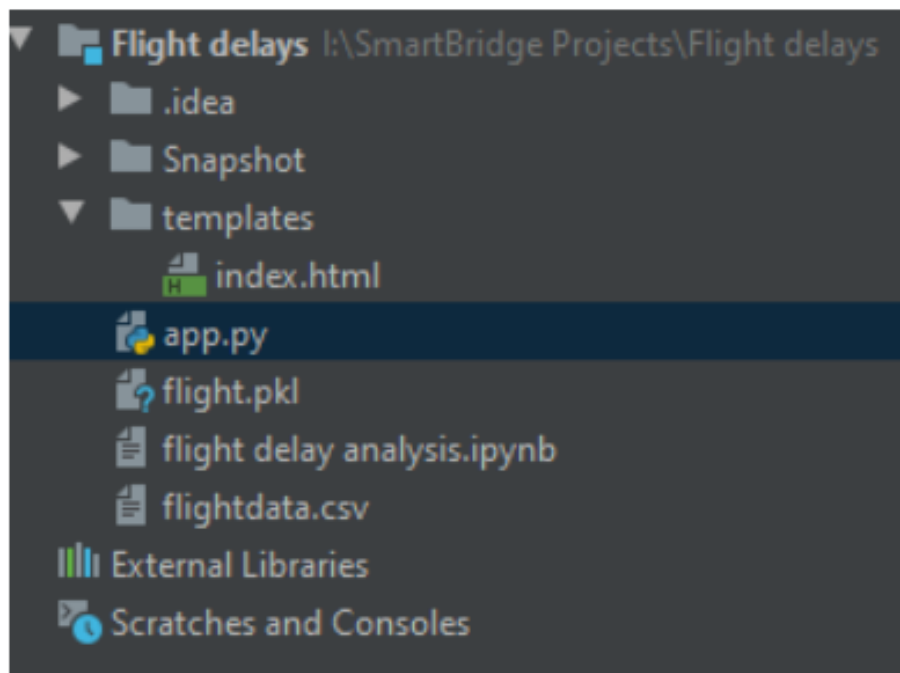 Flight delays I:\SmartBridge Projects\Flight delays
.idea
Snapshot
templates
H index.html
app.py
? flight.pkl
flight delay analysis.ipynb
flightdata.csv
External Libraries
Scratches and Consoles